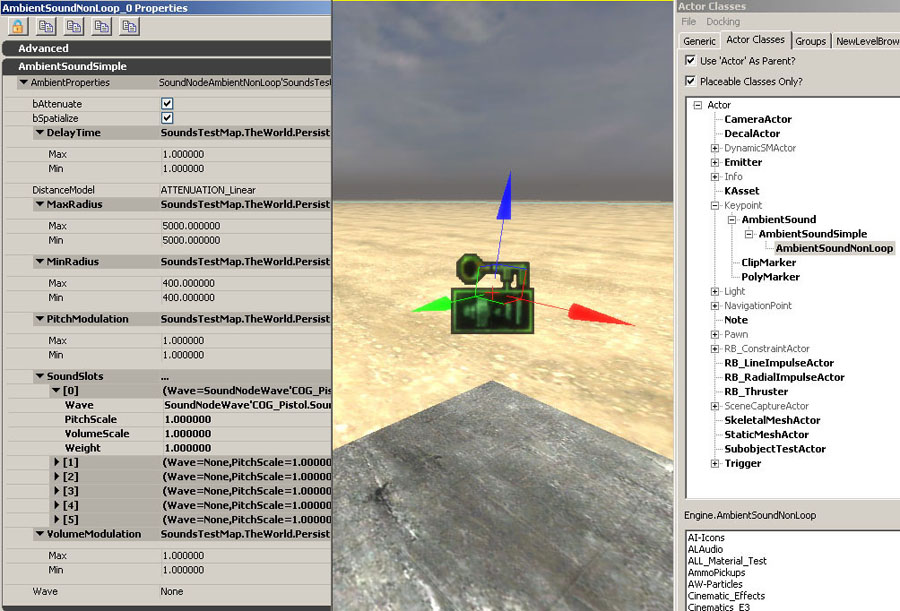 AmbientSoundNonLoop_0 Properties
Advanced
AmbientSoundSimple
AmbientProperties SoundNodeAmbientNonLoop'SoundsTest
bAttenuate
bSpatialize
DelayTime SoundsTestMap.TheWorld.Persist
Max 1.000000
Min 1.000000
DistanceModel ATTENUATION_Linear
MaxRadius SoundsTestMap.TheWorld.Persist
Max 5000.000000
Min 5000.000000
MinRadius SoundsTestMap.TheWorld.Persist
Max 400.000000
Min 400.000000
PitchModulation SoundsTestMap.TheWorld.Persist
Max 1.000000
Min 1.000000
SoundSlots ...
[0] (Wave=SoundNodeWave'COG_Pis
Wave SoundNodeWave'COG_Pistol.Sour
PitchScale 1.000000
VolumeScale 1.000000
Weight 1.000000
[1] (Wave=None,PitchScale=1.00000
[2] (Wave=None,PitchScale=1.00000
[3] (Wave=None,PitchScale=1.00000
[4] (Wave=None,PitchScale=1.00000
[5] (Wave=None,PitchScale=1.00000
VolumeModulation SoundsTestMap.TheWorld.Persist
Max 1.000000
Min 1.000000
Wave None
Actor Classes
File Docking
Generic Actor Classes Groups NewLevelBrow
Use 'Actor' As Parent?
Placeable Classes Only?
Actor
CameraActor
DecalActor
DynamicSMActor
Emitter
Info
KAsset
Keypoint
AmbientSound
AmbientSoundSimple
AmbientSoundNonLoop
ClipMarker
PolyMarker
Light
NavigationPoint
Note
Pawn
RB_ConstraintActor
RB_LineImpulseActor
RB_RadialImpulseActor
RB_Thruster
SceneCaptureActor
SkeletalMeshActor
StaticMeshActor
SubobjectTestActor
Trigger
Engine.AmbientSoundNonLoop
AI-Icons
ALAudio
ALL_Material_Test
AmmoPickups
AW-Particles
Cinematic_Effects
Cinematics_E3